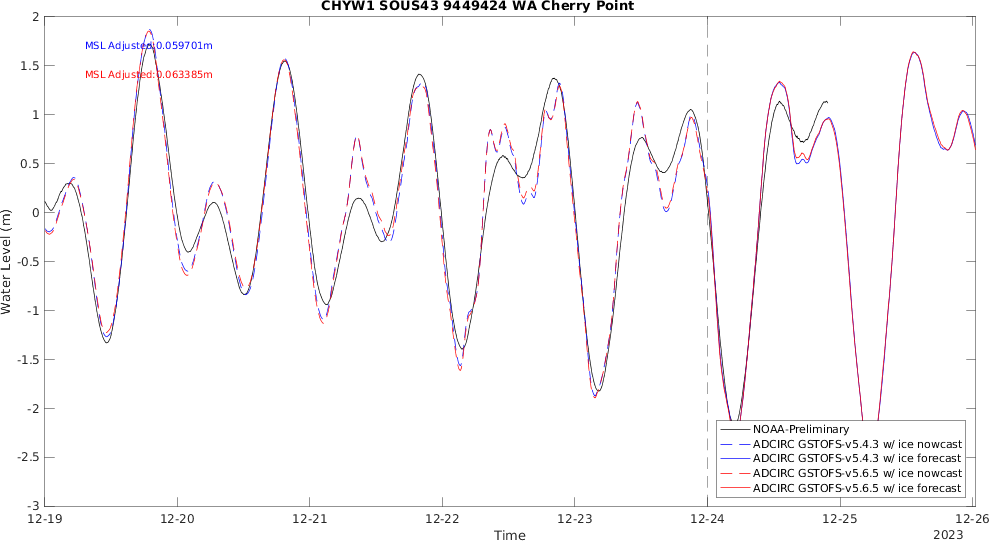 CHYW1 SOUS43 9449424 WA Cherry Point
MSL Adjusted:0.059701m
MSL Adjusted:0.063385m
Water Level (m)
2
1.5
1
0.5
0
-0.5
-1
-1.5
-2
-2.5
-3
NOAA-Preliminary
ADCIRC GSTOFS-v5.4.3 w/ ice nowcast
ADCIRC GSTOFS-v5.4.3 w/ ice forecast
ADCIRC GSTOFS-v5.6.5 w/ ice nowcast
ADCIRC GSTOFS-v5.6.5 w/ ice forecast
12-19 12-20 12-21 12-22 12-23 12-24 12-25 12-26
Time
2023